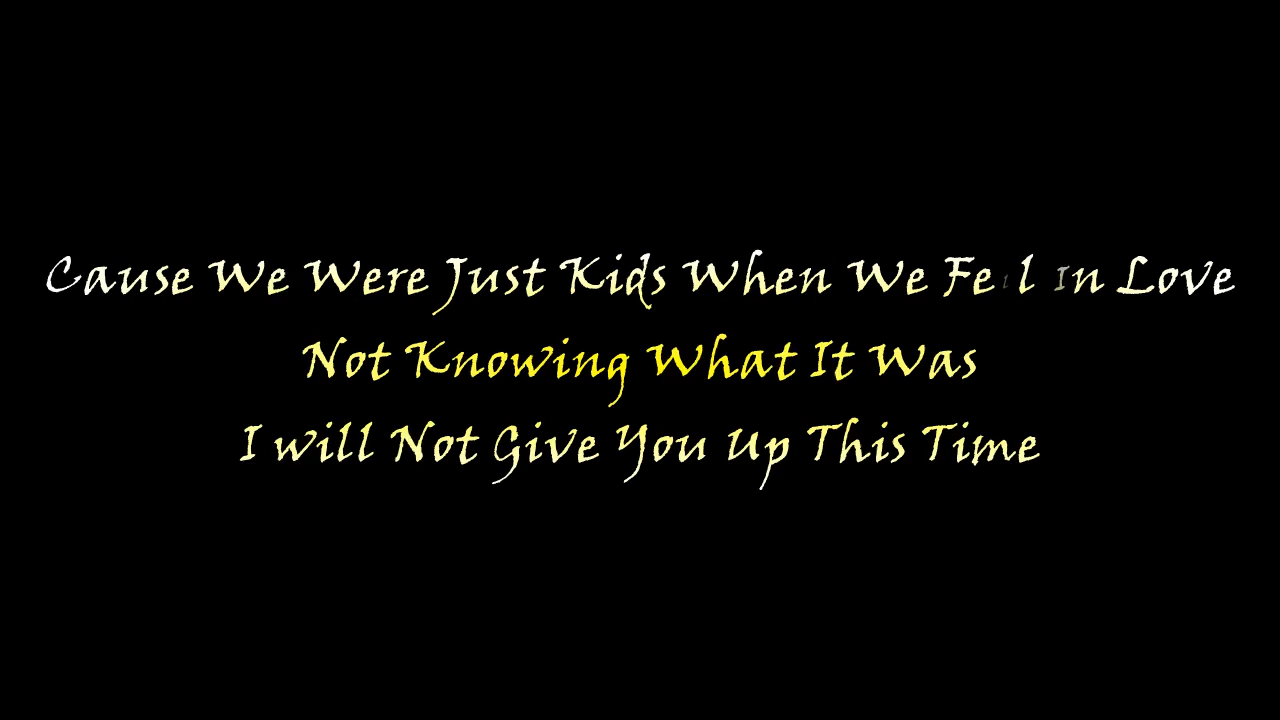 Cause We Were Just Kids When We Fell In Love
Not Knowing What It Was
I will Not Give You Up This Time